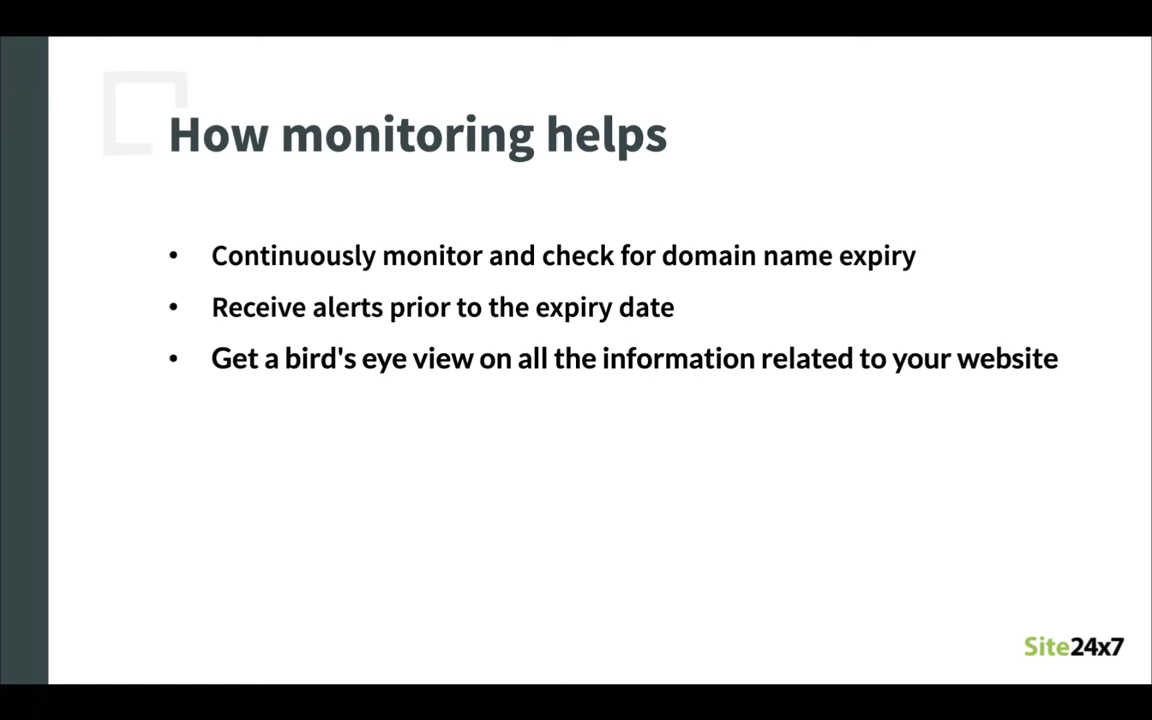 How monitoring helps
• Continuously monitor and check for domain name expiry
• Receive alerts prior to the expiry date
• Get a bird's eye view on all the information related to your website
Site24x7